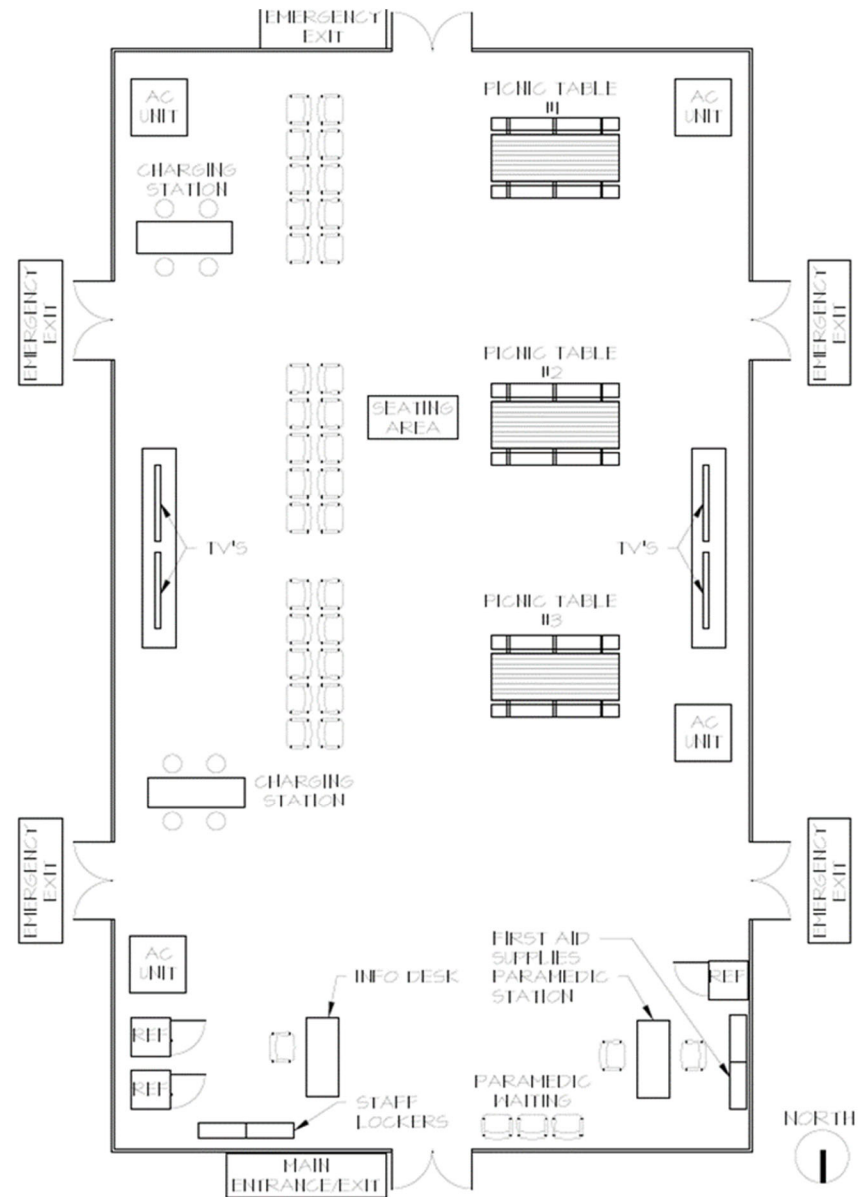 EMERGENCY
EXIT
AC
UNIT
PICNIC TABLE
#1
AC
UNIT
CHARGING
STATION
EMERGENCY
EXIT
EMERGENCY
EXIT
PICNIC TABLE
#2
SEATING
AREA
TV'S
TV'S
PICNIC TABLE
#3
AC
UNIT
CHARGING
STATION
EMERGENCY
EXIT
EMERGENCY
EXIT
AC
UNIT
FIRST AID
SUPPLIES
INFO DESK
PARAMEDIC
STATION
REF.
REF.
REF.
PARAMEDIC
WAITING
STAFF
LOCKERS
MAIN
ENTRANCE/EXIT
NORTH